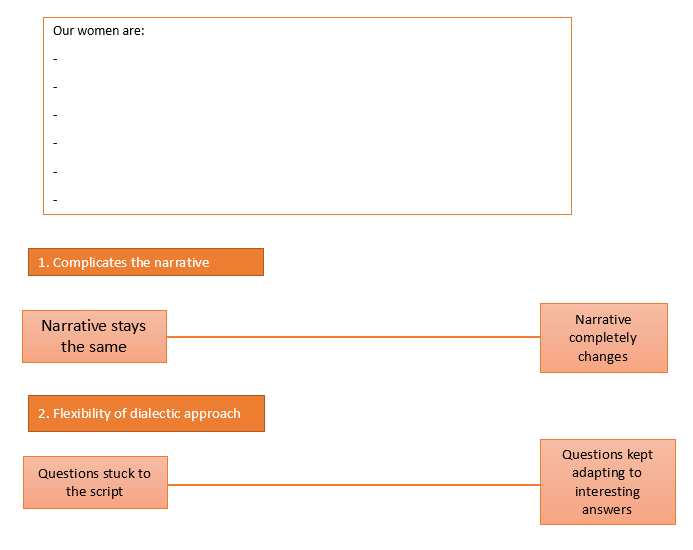 Our women are:
-
-
-
-
-
-
1. Complicates the narrative
Narrative stays
the same
Narrative
completely
changes
2. Flexibility of dialectic approach
Questions stuck to
the script
Questions kept
adapting to
interesting
answers